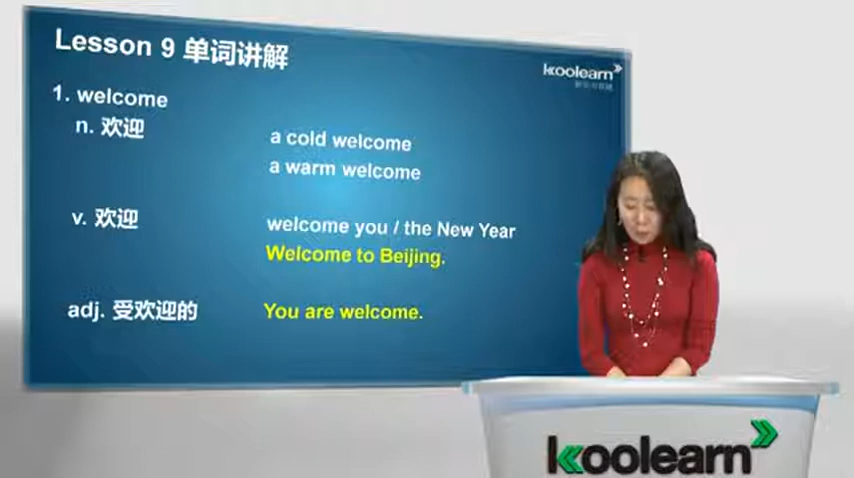 Lesson 9 单词讲解
koolearn
1. welcome
n. 欢迎
a cold welcome
a warm welcome
v. 欢迎
welcome you / the New Year
Welcome to Beijing.
adj. 受欢迎的
You are welcome.
koolearn